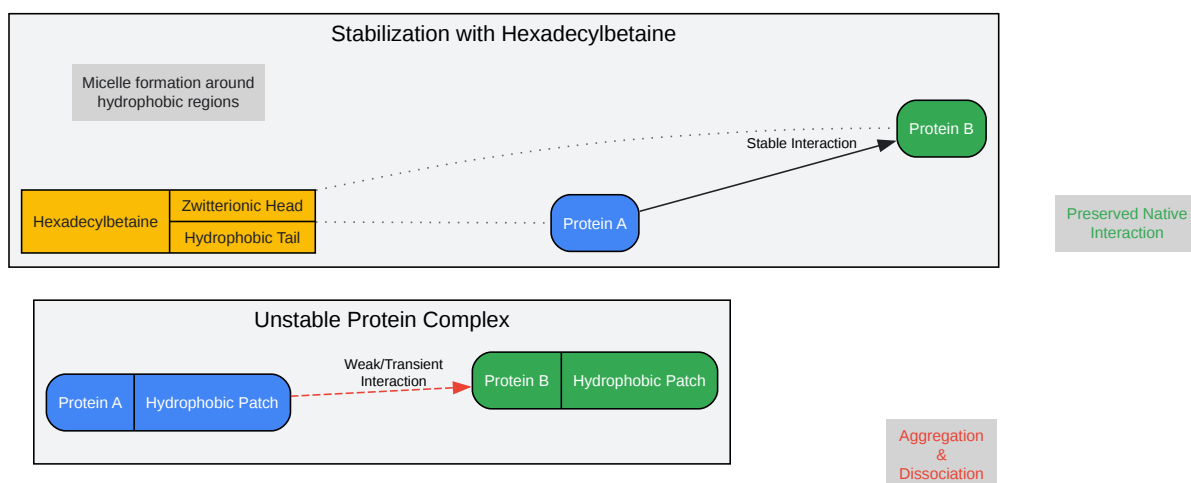 Stabilization with Hexadecylbetaine
Micelle formation around
hydrophobic regions
Protein B
Stable Interaction
Hexadecylbetaine
Zwitterionic Head
Hydrophobic Tail
Protein A
Preserved Native
Interaction
Unstable Protein Complex
Weak/Transient
Interaction
Protein A
Hydrophobic Patch
Protein B
Hydrophobic Patch
Aggregation
&
Dissociation